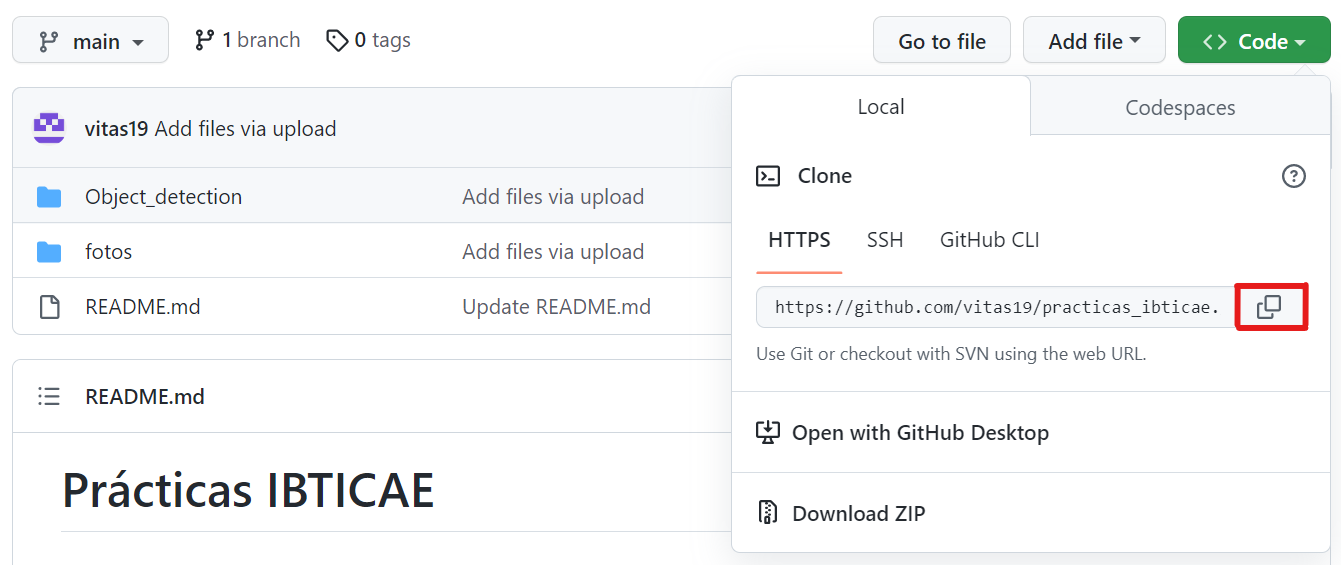 main 1 branch 0 tags Go to file Add file Code
vitas19 Add files via upload
Object_detection Add files via upload
fotos Add files via upload
README.md Update README.md
README.md
Prácticas IBTICAE
Local Codespaces
Clone
HTTPS SSH GitHub CLI
https://github.com/vitas19/practicas_ibticae.
Use Git or checkout with SVN using the web URL.
Open with GitHub Desktop
Download ZIP